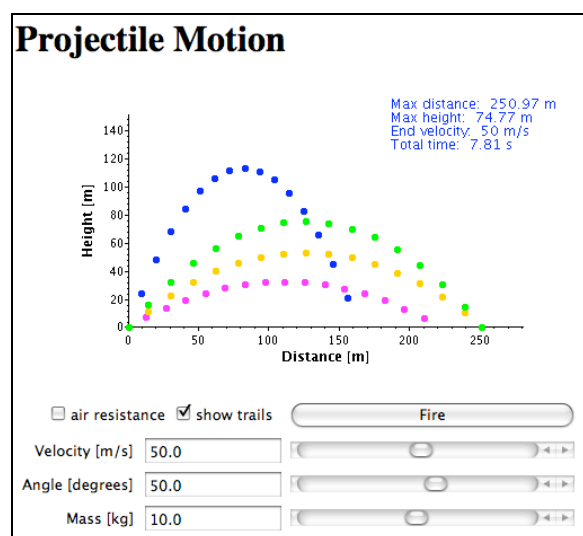 Projectile Motion
Max distance: 250.97 m
Max height: 74.77 m
End velocity: 50 m/s
Total time: 7.81 s
Height [m]
140
120
100
80
60
40
20
0
0 50 100 150 200 250
Distance [m]
air resistance show trails Fire
Velocity [m/s] 50.0
Angle [degrees] 50.0
Mass [kg] 10.0